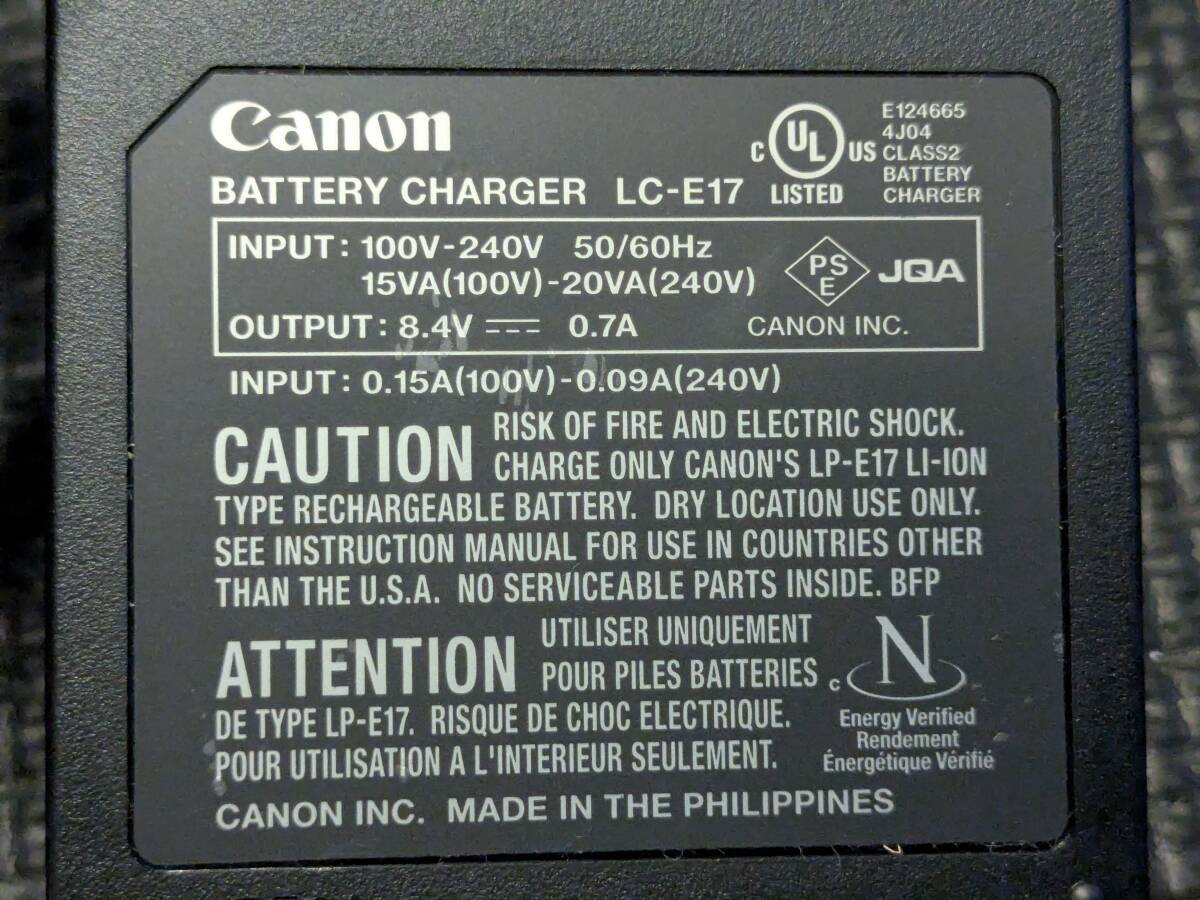 Canon
BATTERY CHARGER LC-E17
C UL US
LISTED
E124665
4J04
CLASS2
BATTERY
CHARGER
INPUT: 100V-240V 50/60Hz
15VA(100V)-20VA(240V)
PS
E
JQA
OUTPUT: 8.4V ⎓ 0.7A
CANON INC.
INPUT: 0.15A(100V)-0.09A(240V)
CAUTION RISK OF FIRE AND ELECTRIC SHOCK.
CHARGE ONLY CANON'S LP-E17 LI-ION
TYPE RECHARGEABLE BATTERY. DRY LOCATION USE ONLY.
SEE INSTRUCTION MANUAL FOR USE IN COUNTRIES OTHER
THAN THE U.S.A. NO SERVICEABLE PARTS INSIDE. BFP
ATTENTION UTILISER UNIQUEMENT
POUR PILES BATTERIES
DE TYPE LP-E17. RISQUE DE CHOC ELECTRIQUE.
POUR UTILISATION A L'INTERIEUR SEULEMENT.
C N
Energy Verified
Rendement
Énergétique Vérifié
CANON INC. MADE IN THE PHILIPPINES